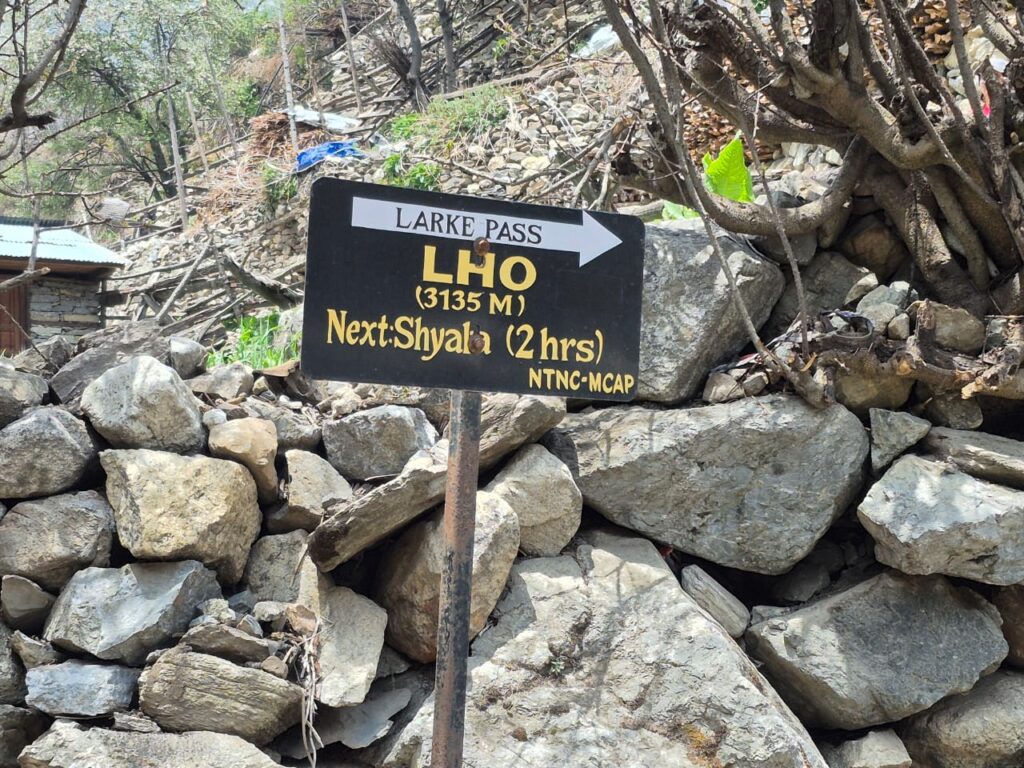 LARKE PASS
LHO
(3135 M)
Next:Shyala (2 hrs)
NTNC-MCAP